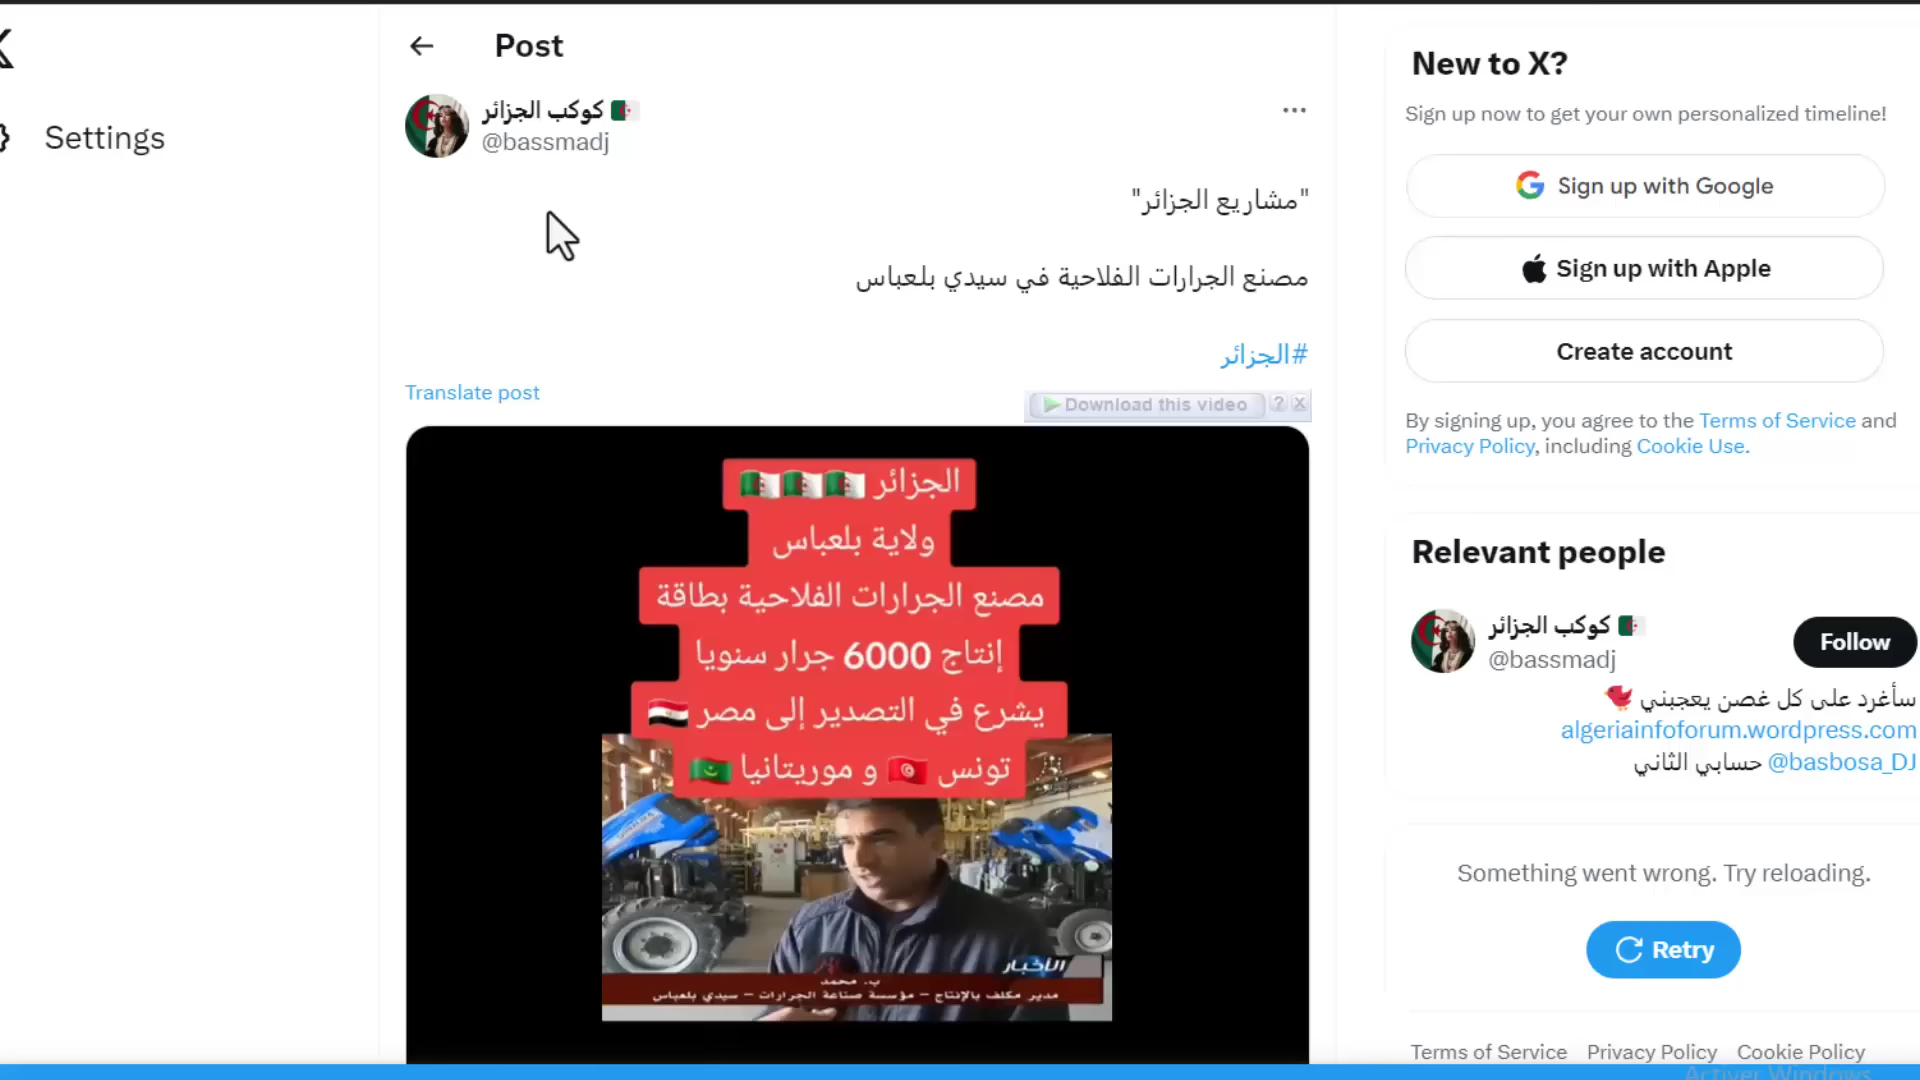 Settings
Post
كوكب الجزائر
@bassmadj
"مشاريع الجزائر"
مصنع الجرارات الفلاحية في سيدي بلعباس
#الجزائر
Translate post
Download this video ? X
الجزائر
ولاية بلعباس
مصنع الجرارات الفلاحية بطاقة
إنتاج 6000 جرار سنويا
يشرع في التصدير إلى مصر
تونس و موريتانيا
الأخبار
ب. محمد
مدير مكلف بالإنتاج – مؤسسة صناعة الجرارات – سيدي بلعباس
New to X?
Sign up now to get your own personalized timeline!
Sign up with Google
Sign up with Apple
Create account
By signing up, you agree to the Terms of Service and
Privacy Policy, including Cookie Use.
Relevant people
كوكب الجزائر
@bassmadj
Follow
سأغرد على كل غصن يعجبني
algeriainfoforum.wordpress.com
@basbosa_DJ حسابي الثاني
Something went wrong. Try reloading.
Retry
Terms of Service Privacy Policy Cookie Policy
Activer Windows